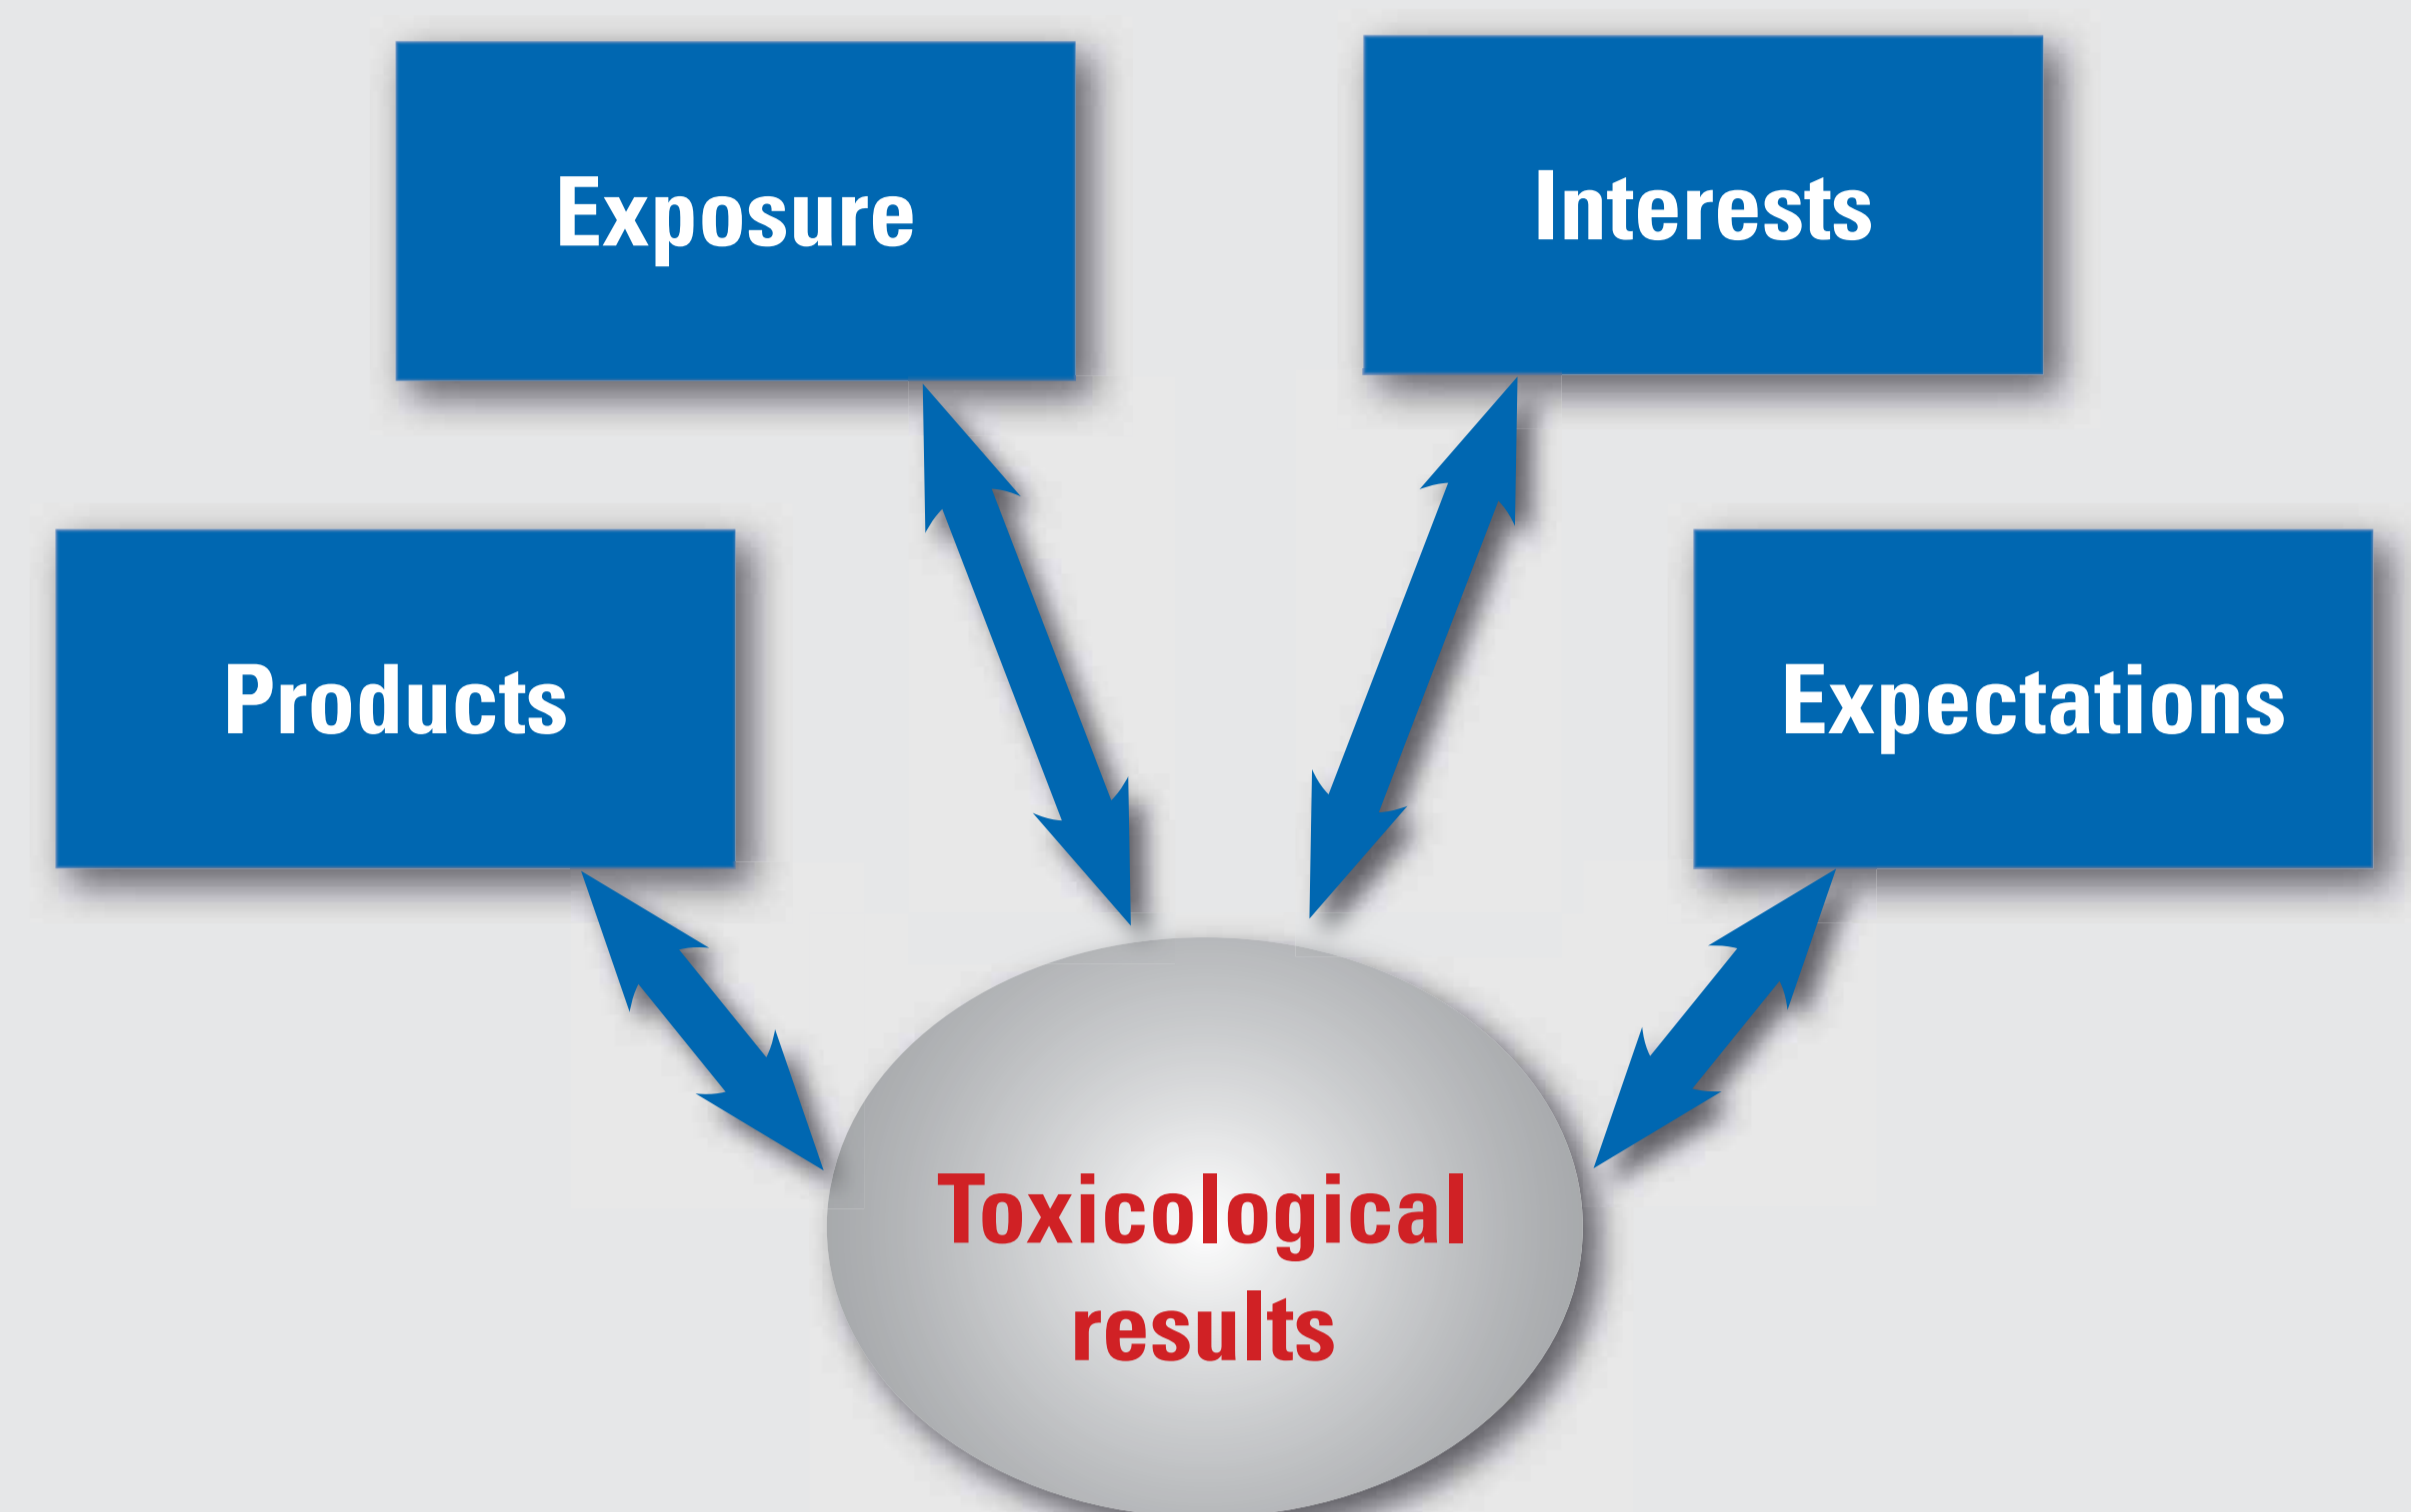 Exposure
Interests
Products
Expectations
Toxicological
results